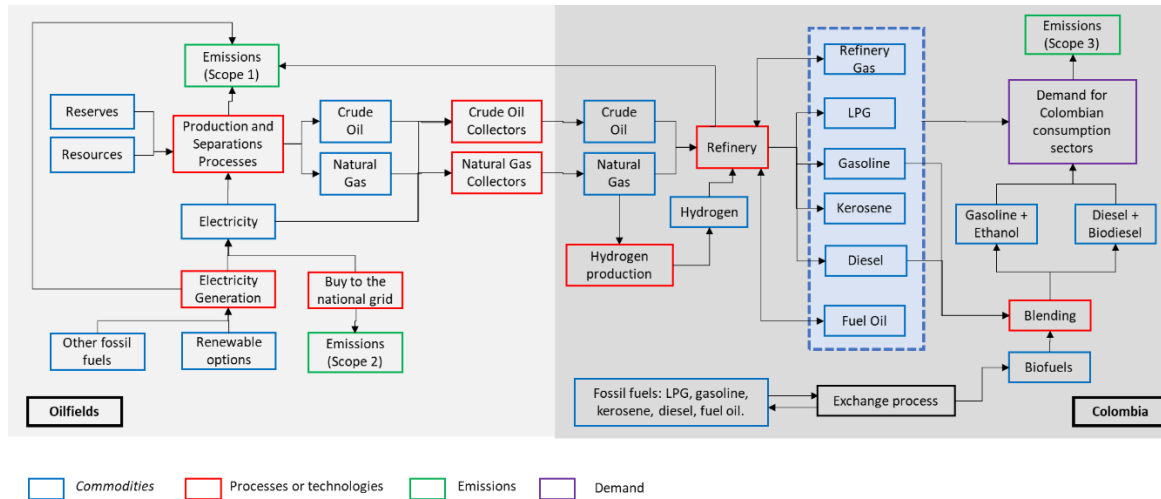 Emissions
(Scope 1)
Reserves
Resources
Production and
Separations
Processes
Crude
Oil
Natural
Gas
Crude Oil
Collectors
Natural Gas
Collectors
Electricity
Electricity
Generation
Buy to the
national grid
Other fossil
fuels
Renewable
options
Emissions
(Scope 2)
Oilfields
Crude
Oil
Natural
Gas
Refinery
Hydrogen
Hydrogen
production
Refinery
Gas
LPG
Gasoline
Kerosene
Diesel
Fuel Oil
Emissions
(Scope 3)
Demand for
Colombian
consumption
sectors
Gasoline +
Ethanol
Diesel +
Biodiesel
Blending
Biofuels
Fossil fuels: LPG, gasoline,
kerosene, diesel, fuel oil.
Exchange process
Colombia
Commodities
Processes or technologies
Emissions
Demand